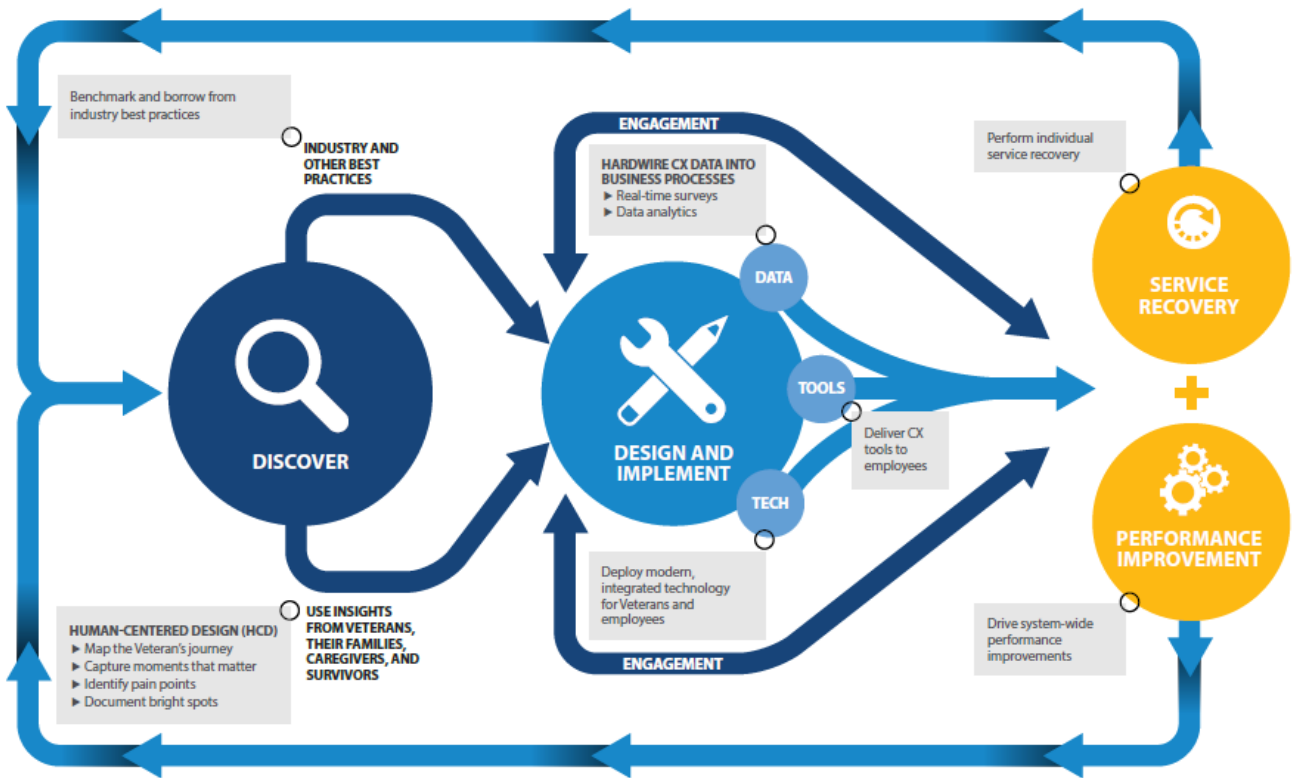 Benchmark and borrow from
industry best practices
INDUSTRY AND
OTHER BEST
PRACTICES
DISCOVER
HUMAN-CENTERED DESIGN (HCD)
► Map the Veteran's journey
► Capture moments that matter
► Identify pain points
► Document bright spots
USE INSIGHTS
FROM VETERANS,
THEIR FAMILIES,
CAREGIVERS, AND
SURVIVORS
ENGAGEMENT
HARDWIRE CX DATA INTO
BUSINESS PROCESSES
► Real-time surveys
► Data analytics
DATA
TOOLS
TECH
DESIGN AND
IMPLEMENT
Deliver CX
tools to
employees
Deploy modern,
integrated technology
for Veterans and
employees
ENGAGEMENT
Perform individual
service recovery
SERVICE
RECOVERY
+
PERFORMANCE
IMPROVEMENT
Drive system-wide
performance
improvements